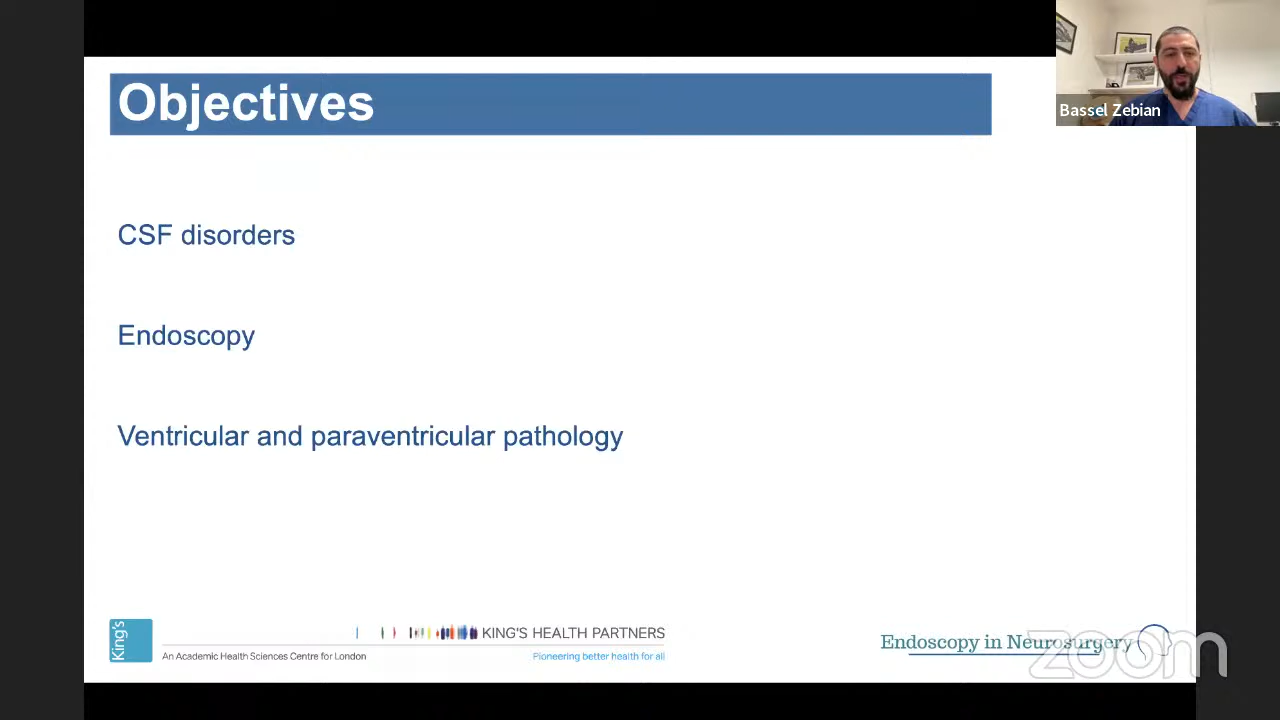 Objectives
Bassel Zebian
CSF disorders
Endoscopy
Ventricular and paraventricular pathology
King's
KING'S HEALTH PARTNERS
An Academic Health Sciences Centre for London
Pioneering better health for all
Endoscopy in Neurosurgery
zoom